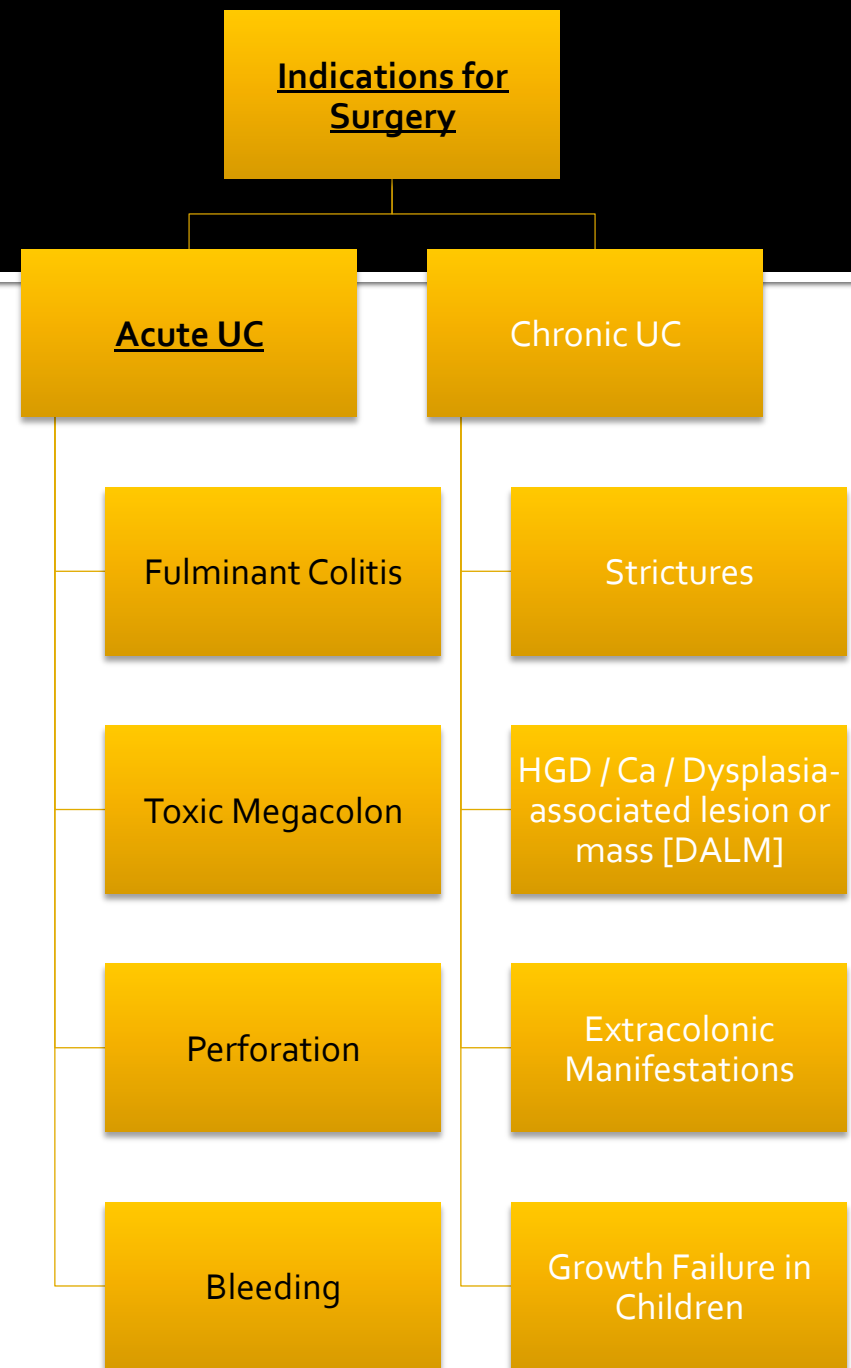 Indications for
Surgery
Acute UC
Chronic UC
Fulminant Colitis
Strictures
Toxic Megacolon
HGD / Ca / Dysplasia-
associated lesion or
mass [DALM]
Perforation
Extracolonic
Manifestations
Bleeding
Growth Failure in
Children